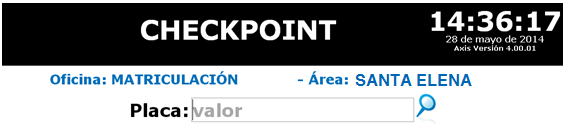 CHECKPOINT 14:36:17
28 de mayo de 2014
Axis Versión 4.00.01
Oficina: MATRICULACIÓN - Área: SANTA ELENA
Placa: valor